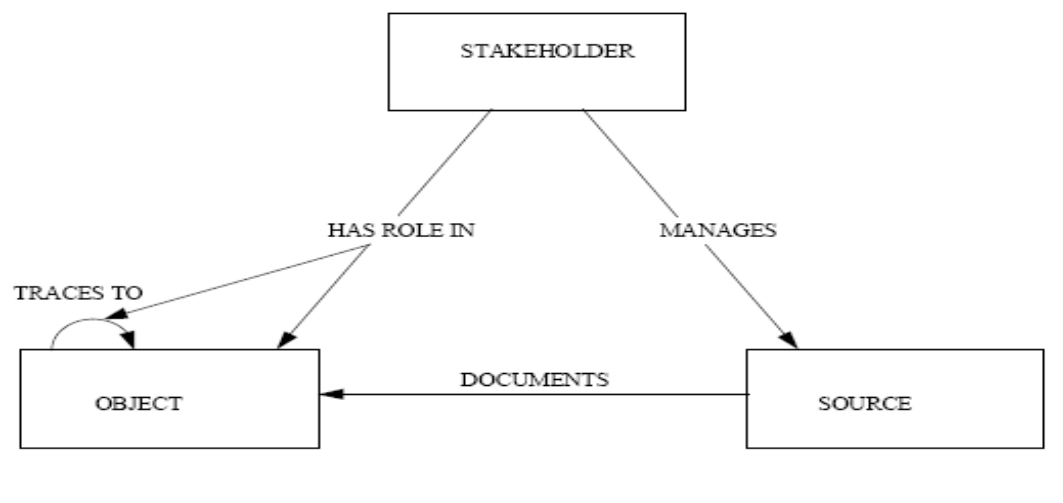 STAKEHOLDER
HAS ROLE IN
MANAGES
TRACES TO
DOCUMENTS
OBJECT
SOURCE